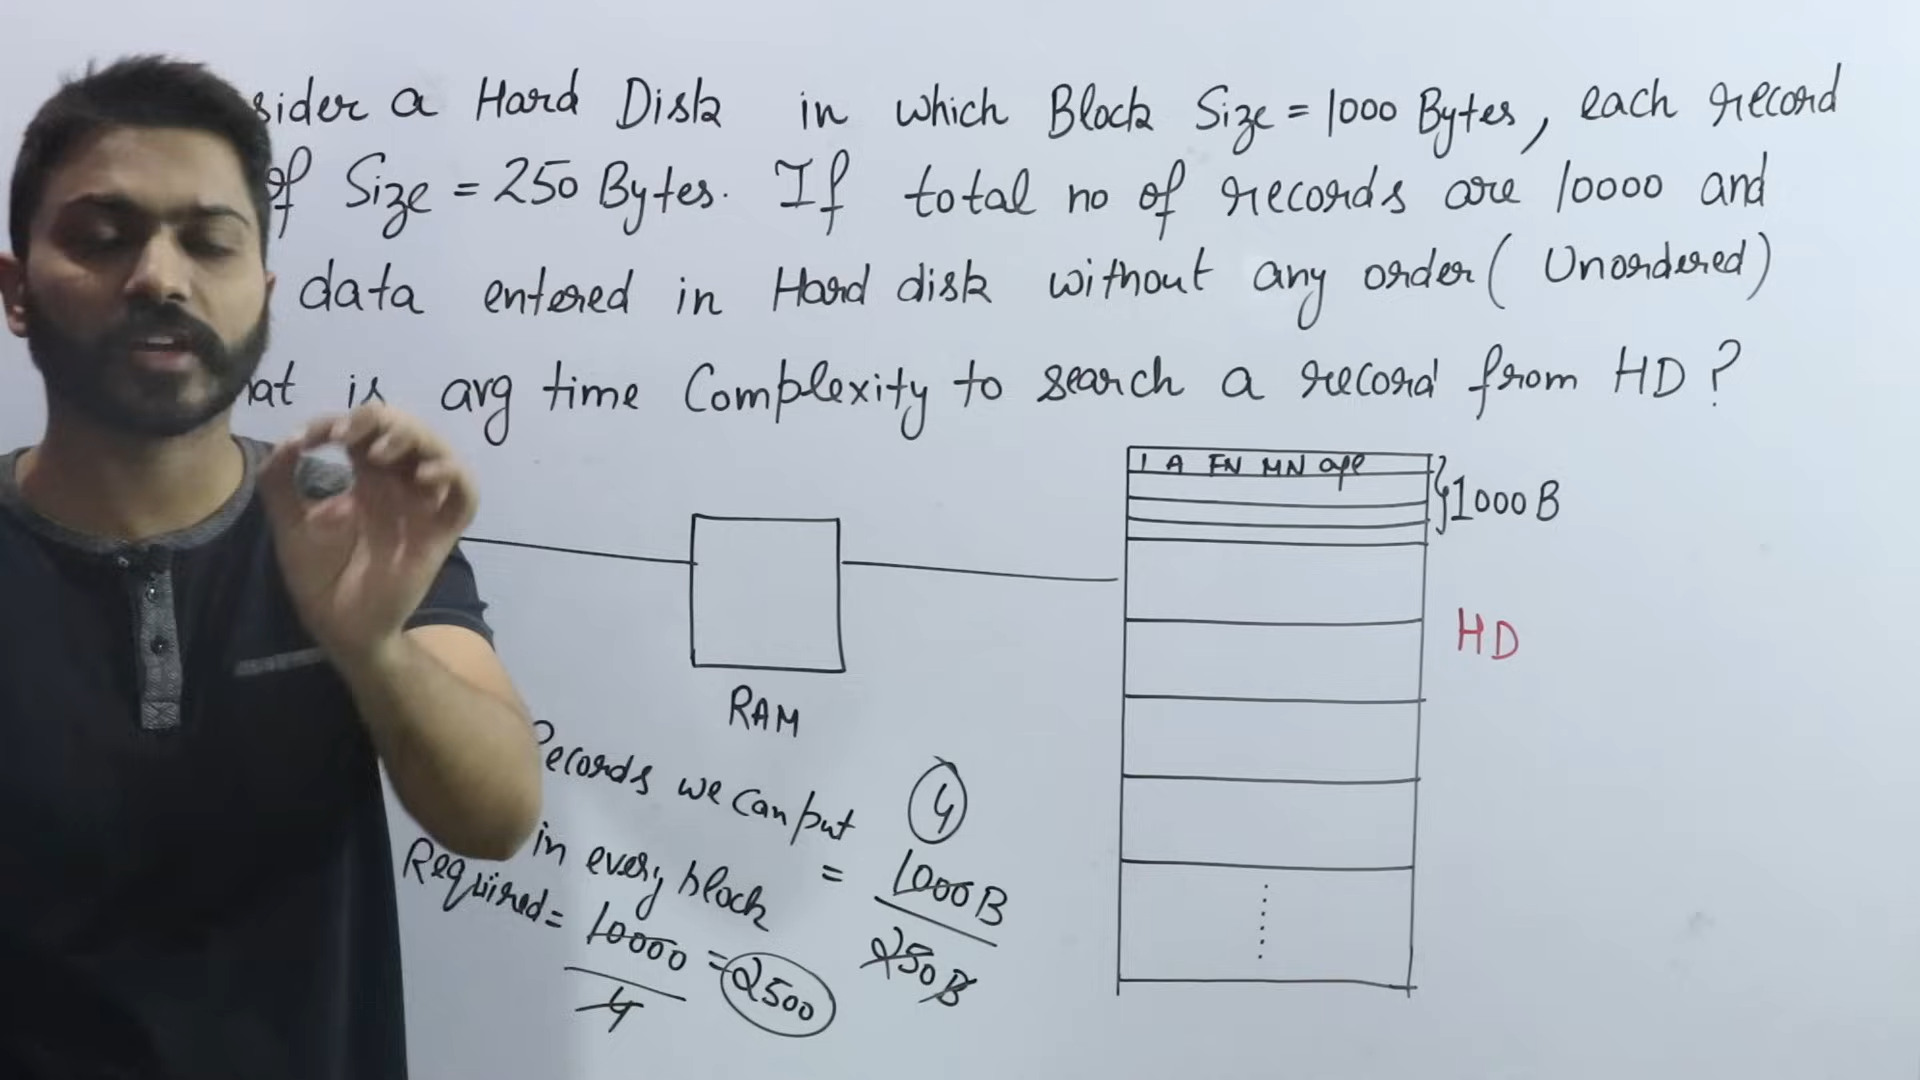 sider a Hard Disk in which Block Size = 1000 Bytes, each record
of Size = 250 Bytes. If total no of records are 10000 and
data entered in Hard disk without any order ( Unordered)
is avg time Complexity to search a record from HD?
1 A FN MN age
1000 B
HD
RAM
Records we can put in every block = 1000B / 250B
4
Required = 10000 / 4 = 2500